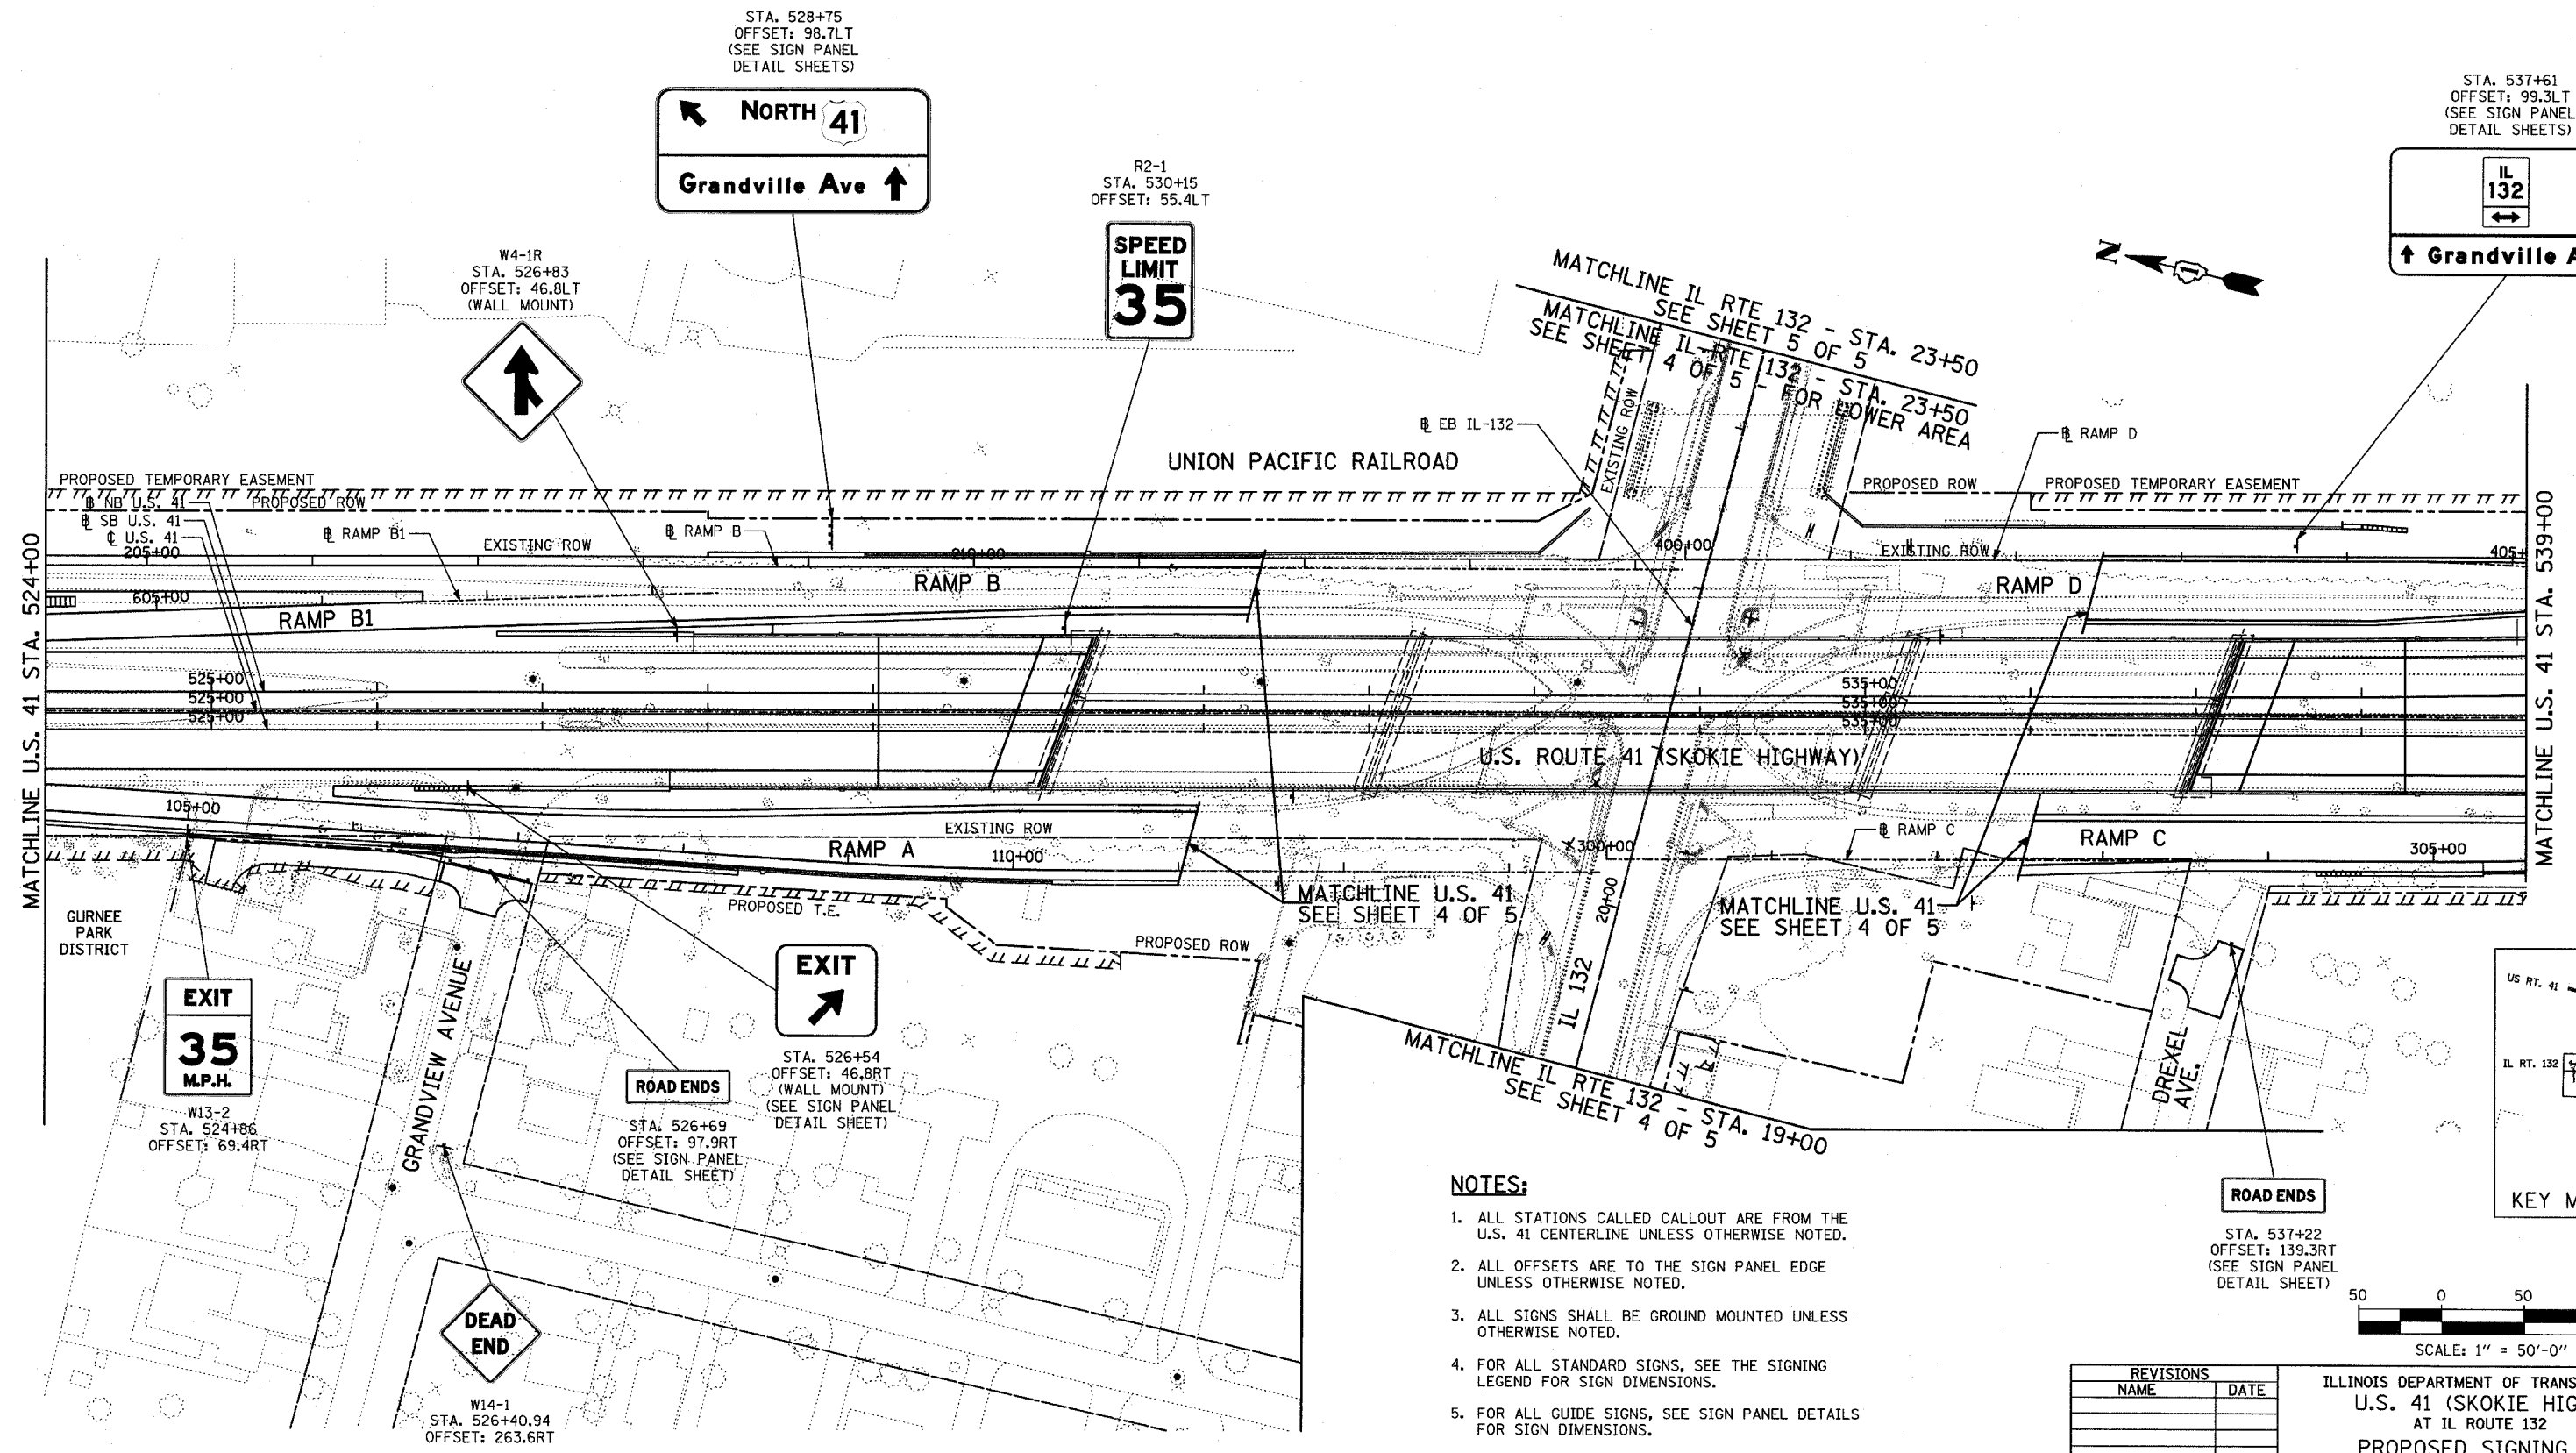 STA. 528+75
OFFSET: 98.7LT
(SEE SIGN PANEL
DETAIL SHEETS)
NORTH 41
Grandville Ave
STA. 537+61
OFFSET: 99.3LT
(SEE SIGN PANEL
DETAIL SHEETS)
IL
132
Grandville A
R2-1
STA. 530+15
OFFSET: 55.4LT
SPEED
LIMIT
35
W4-1R
STA. 526+83
OFFSET: 46.8LT
(WALL MOUNT)
N
MATCHLINE IL RTE 132 - STA. 23+50
SEE SHEET 5 OF 5
MATCHLINE IL RTE 132 - STA. 23+50
SEE SHEET 4 OF 5 - FOR LOWER AREA
EXISTING ROW
℄ EB IL-132
UNION PACIFIC RAILROAD
℄ RAMP D
PROPOSED TEMPORARY EASEMENT
PROPOSED ROW
PROPOSED ROW
PROPOSED TEMPORARY EASEMENT
℄ NB U.S. 41
℄ SB U.S. 41
℄ U.S. 41
℄ RAMP B1
℄ RAMP B
EXISTING ROW
EXISTING ROW
205+00
210+00
400+00
405+
605+00
RAMP B
RAMP B1
RAMP D
MATCHLINE U.S. 41 STA. 524+00
MATCHLINE U.S. 41 STA. 539+00
525+00
525+00
525+00
535+00
535+00
535+00
U.S. ROUTE 41 (SKOKIE HIGHWAY)
105+00
EXISTING ROW
RAMP A
110+00
300+00
℄ RAMP C
RAMP C
305+00
20+00
MATCHLINE U.S. 41
SEE SHEET 4 OF 5
MATCHLINE U.S. 41
SEE SHEET 4 OF 5
PROPOSED T.E.
PROPOSED ROW
GURNEE
PARK
DISTRICT
EXIT
35
M.P.H.
W13-2
STA. 524+86
OFFSET: 69.4RT
GRANDVIEW AVENUE
EXIT
STA. 526+54
OFFSET: 46.8RT
(WALL MOUNT)
(SEE SIGN PANEL
DETAIL SHEET)
ROAD ENDS
STA. 526+69
OFFSET: 97.9RT
(SEE SIGN PANEL
DETAIL SHEET)
IL 132
MATCHLINE IL RTE 132 - STA. 19+00
SEE SHEET 4 OF 5
DREXEL
AVE.
US RT. 41
IL RT. 132
KEY M
DEAD
END
W14-1
STA. 526+40.94
OFFSET: 263.6RT
NOTES:
1. ALL STATIONS CALLED CALLOUT ARE FROM THE
U.S. 41 CENTERLINE UNLESS OTHERWISE NOTED.
2. ALL OFFSETS ARE TO THE SIGN PANEL EDGE
UNLESS OTHERWISE NOTED.
3. ALL SIGNS SHALL BE GROUND MOUNTED UNLESS
OTHERWISE NOTED.
4. FOR ALL STANDARD SIGNS, SEE THE SIGNING
LEGEND FOR SIGN DIMENSIONS.
5. FOR ALL GUIDE SIGNS, SEE SIGN PANEL DETAILS
FOR SIGN DIMENSIONS.
ROAD ENDS
STA. 537+22
OFFSET: 139.3RT
(SEE SIGN PANEL
DETAIL SHEET)
50 0 50
SCALE: 1" = 50'-0"
REVISIONS
NAME DATE
ILLINOIS DEPARTMENT OF TRANS
U.S. 41 (SKOKIE HIG
AT IL ROUTE 132
PROPOSED SIGNING